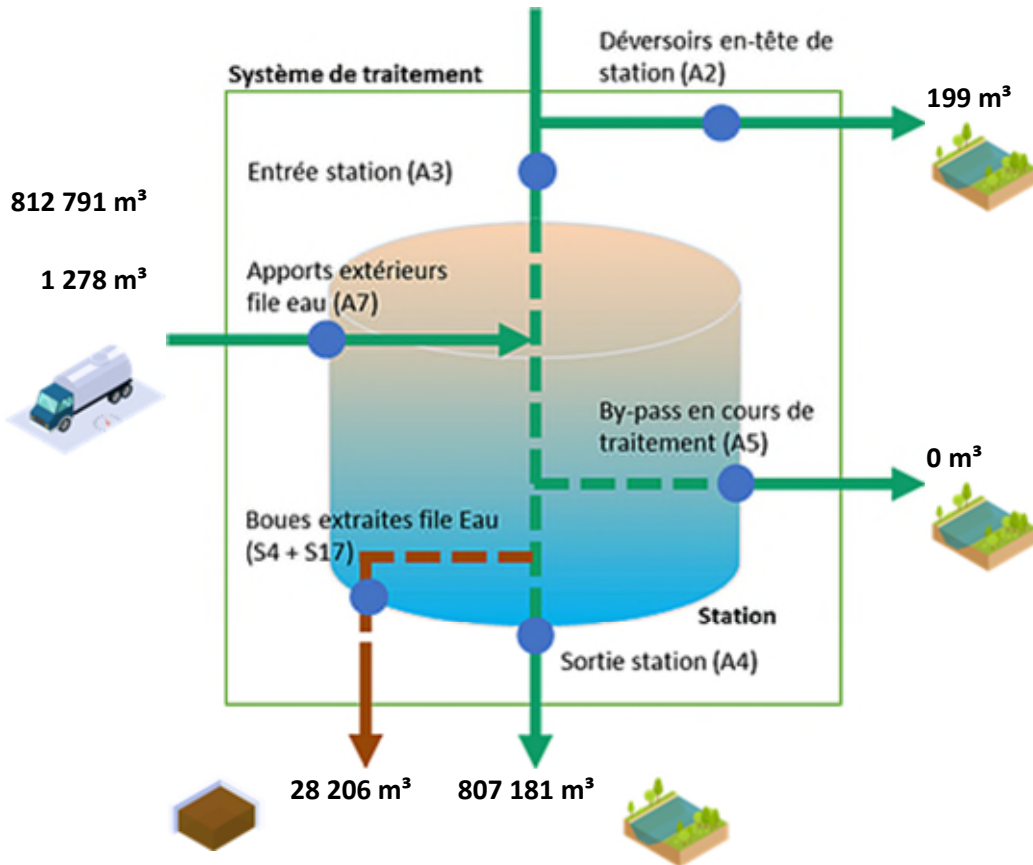 Déversoirs en-tête de
station (A2)
Système de traitement
199 m³
Entrée station (A3)
812 791 m³
1 278 m³
Apports extérieurs
file eau (A7)
By-pass en cours de
traitement (A5)
0 m³
Boues extraites file Eau
(S4 + S17)
Station
Sortie station (A4)
28 206 m³
807 181 m³